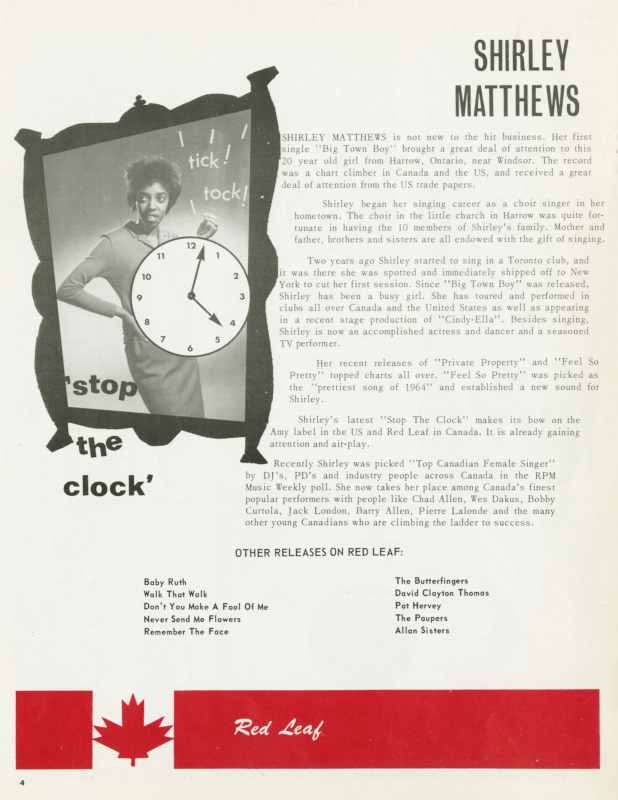 SHIRLEY
MATTHEWS
tick!
tock!
12
1
2
3
4
5
6
7
8
9
10
11
'stop
the
clock'
SHIRLEY MATTHEWS is not new to the hit business. Her first
single "Big Town Boy" brought a great deal of attention to this
20 year old girl from Harrow, Ontario, near Windsor. The record
was a chart climber in Canada and the US, and received a great
deal of attention from the US trade papers.
Shirley began her singing career as a choir singer in her
hometown. The choir in the little church in Harrow was quite for-
tunate in having the 10 members of Shirley's family. Mother and
father, brothers and sisters are all endowed with the gift of singing.
Two years ago Shirley started to sing in a Toronto club, and
it was there she was spotted and immediately shipped off to New
York to cut her first session. Since "Big Town Boy" was released,
Shirley has been a busy girl. She has toured and performed in
clubs all over Canada and the United States as well as appearing
in a recent stage production of "Cindy-Ella". Besides singing,
Shirley is now an accomplished actress and dancer and a seasoned
TV performer.
Her recent releases of "Private Property" and "Feel So
Pretty" topped charts all over. "Feel So Pretty" was picked as
the "prettiest song of 1964" and established a new sound for
Shirley.
Shirley's latest "Stop The Clock" makes its bow on the
Amy label in the US and Red Leaf in Canada. It is already gaining
attention and air-play.
Recently Shirley was picked "Top Canadian Female Singer"
by DJ's, PD's and industry people across Canada in the RPM
Music Weekly poll. She now takes her place among Canada's finest
popular performers with people like Chad Allen, Wes Dakus, Bobby
Curtola, Jack London, Barry Allen, Pierre Lalonde and the many
other young Canadians who are climbing the ladder to success.
OTHER RELEASES ON RED LEAF:
Baby Ruth
Walk That Walk
Don't You Make A Fool Of Me
Never Send Me Flowers
Remember The Face
The Butterfingers
David Clayton Thomas
Pat Hervey
The Paupers
Allan Sisters
Red Leaf
4